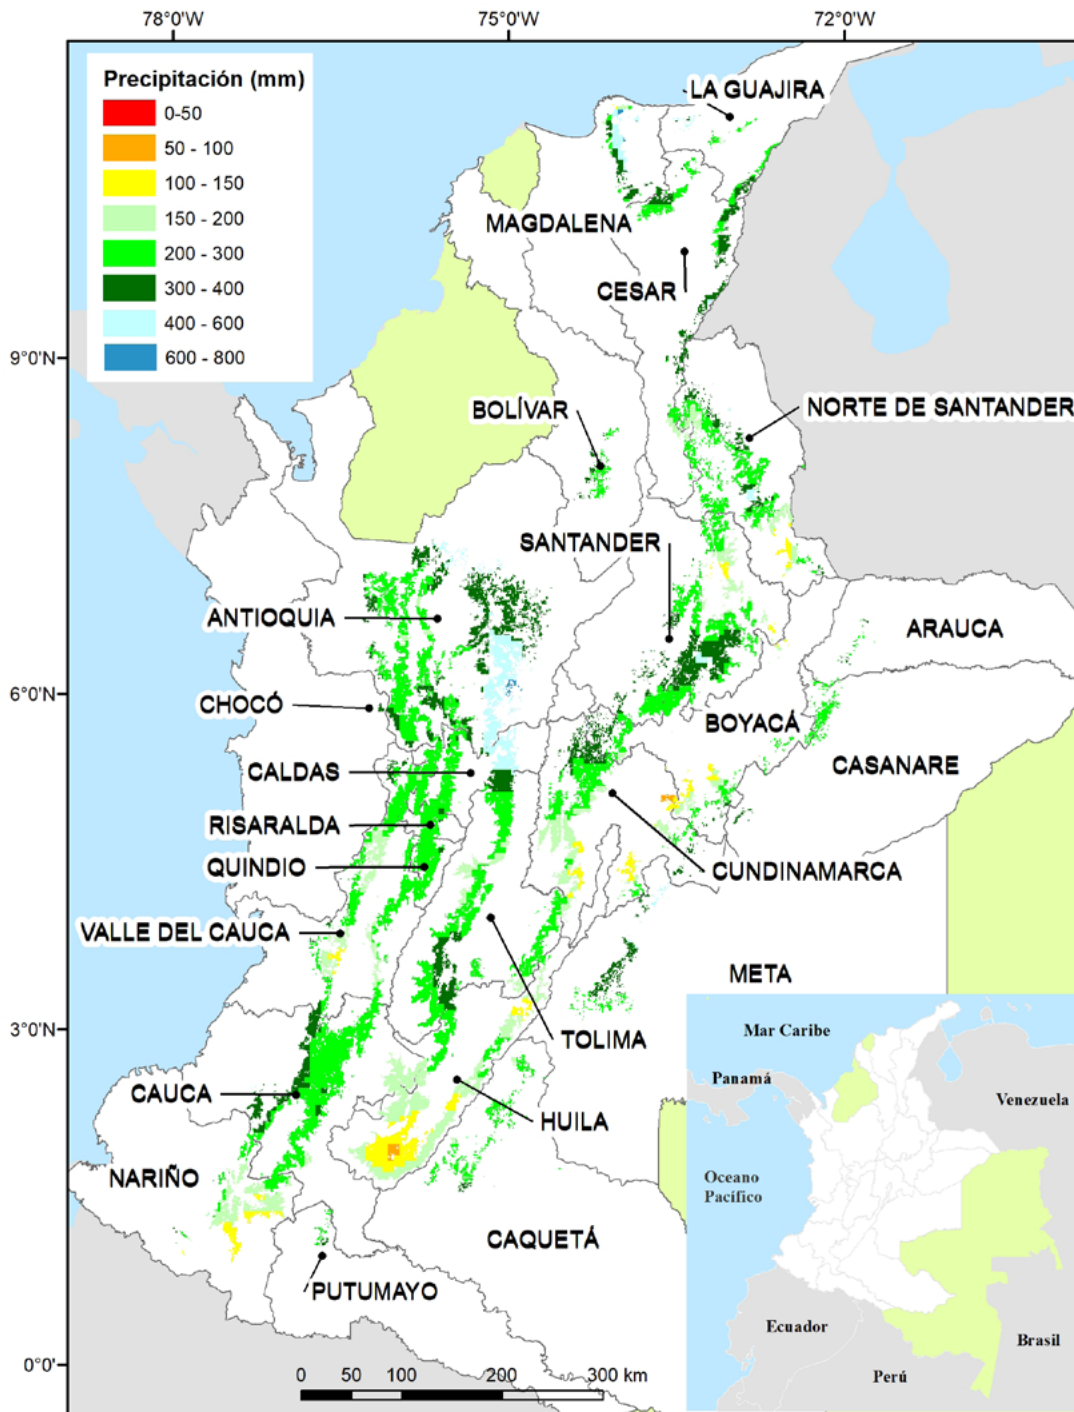 78°0'W
75°0'W
72°0'W
Precipitación (mm)
0-50
50 - 100
100 - 150
150 - 200
200 - 300
300 - 400
400 - 600
600 - 800
LA GUAJIRA
MAGDALENA
CESAR
9°0'N
BOLÍVAR
NORTE DE SANTANDER
SANTANDER
ANTIOQUIA
ARAUCA
6°0'N
CHOCÓ
BOYACÁ
CALDAS
CASANARE
RISARALDA
QUINDIO
CUNDINAMARCA
VALLE DEL CAUCA
META
3°0'N
TOLIMA
CAUCA
HUILA
NARIÑO
CAQUETÁ
PUTUMAYO
0°0'
0 50 100 200 300 km
Mar Caribe
Panamá
Venezuela
Oceano
Pacífico
Ecuador
Brasil
Perú